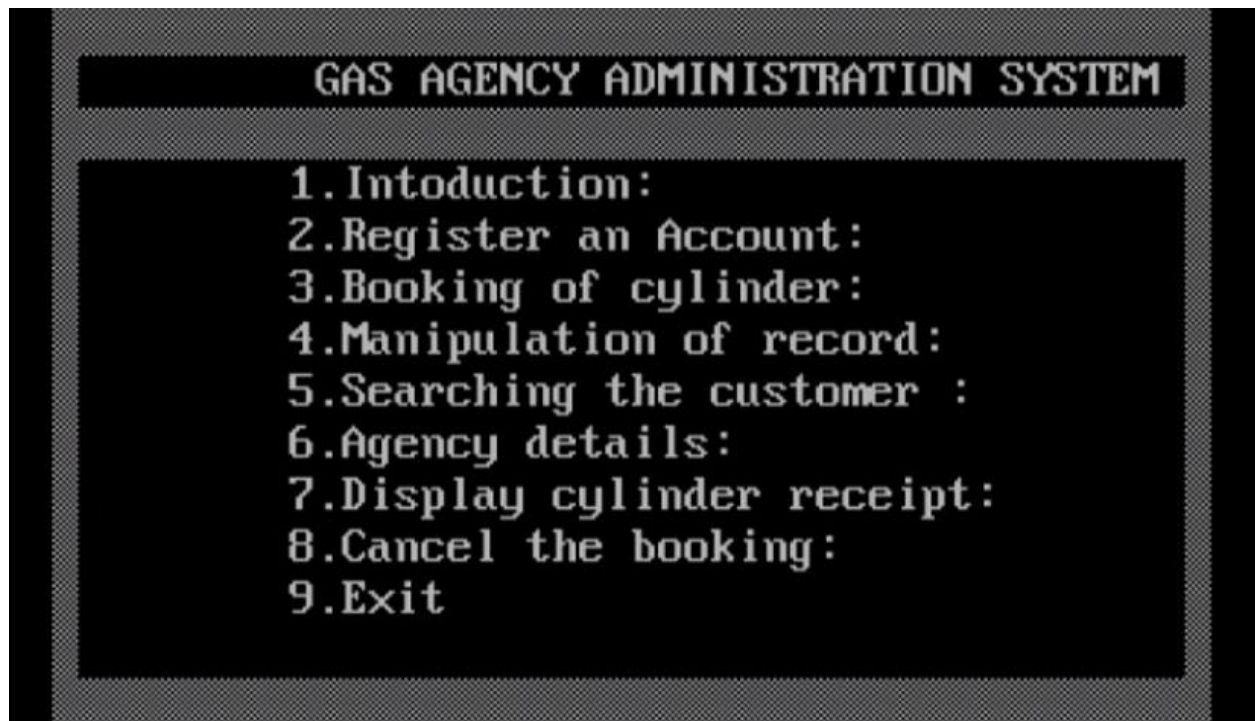 GAS AGENCY ADMINISTRATION SYSTEM
1.Intoduction:
2.Register an Account:
3.Booking of cylinder:
4.Manipulation of record:
5.Searching the customer :
6.Agency details:
7.Display cylinder receipt:
8.Cancel the booking:
9.Exit